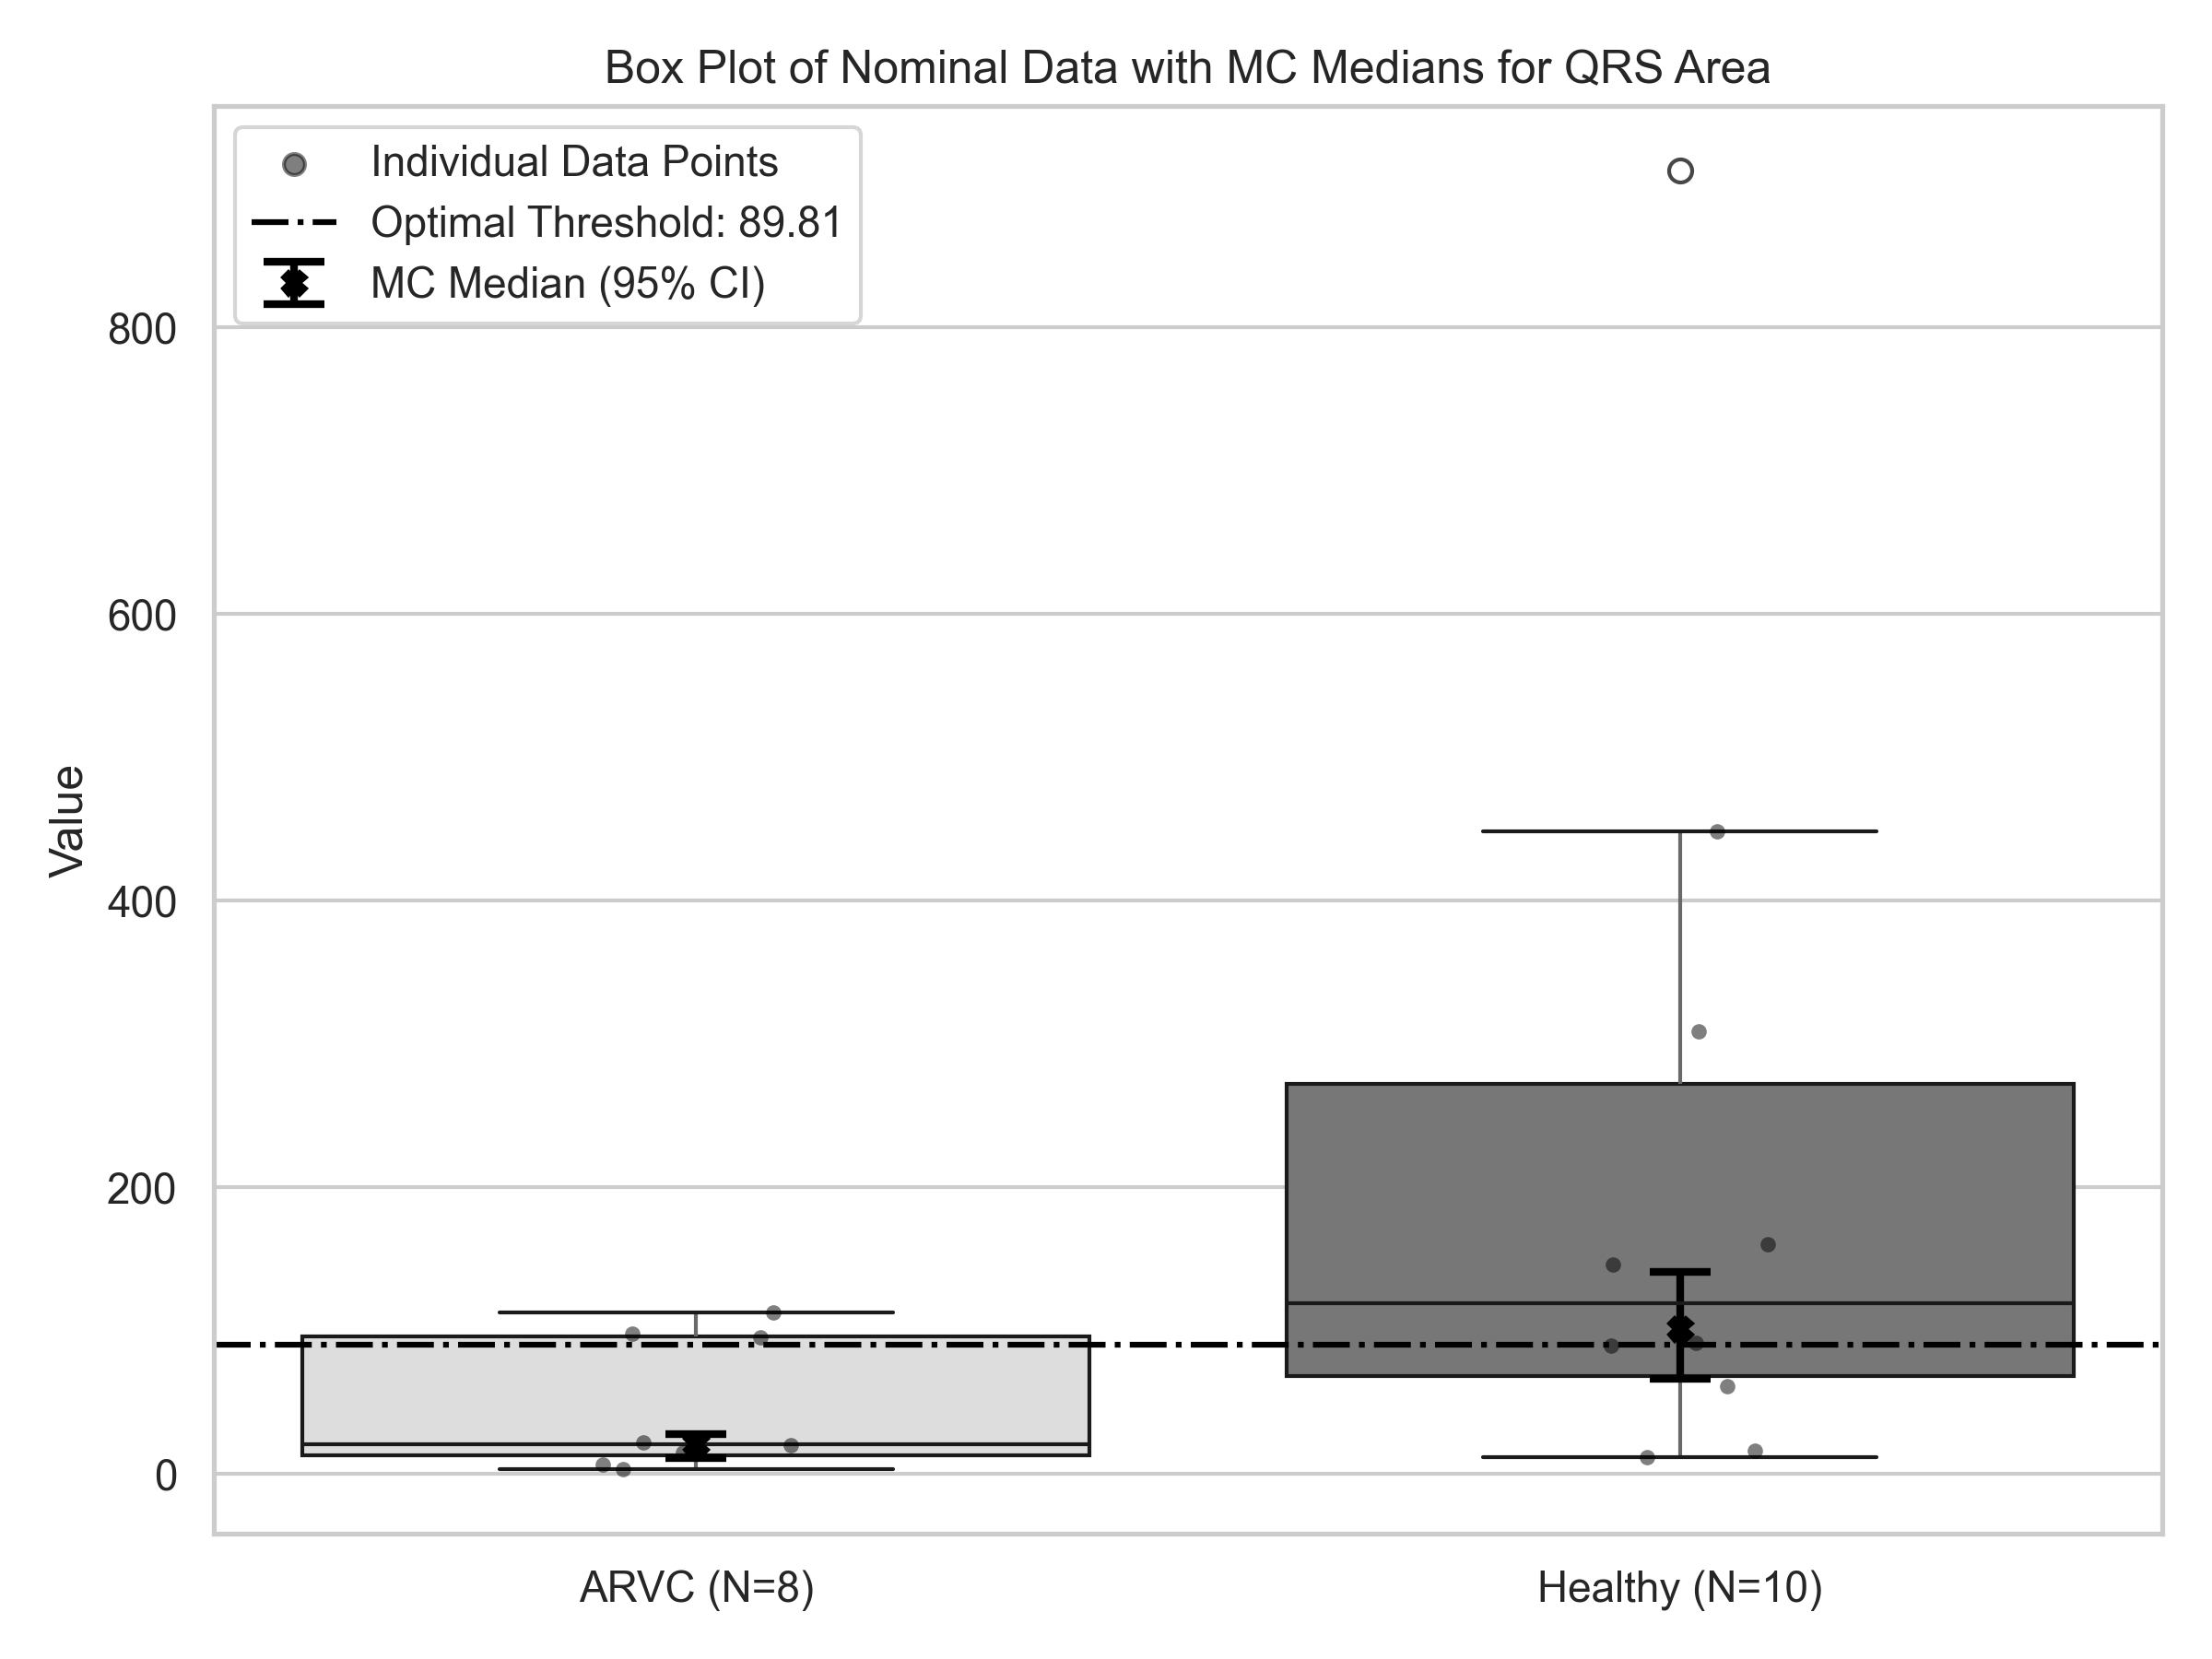 Box Plot of Nominal Data with MC Medians for QRS Area
Individual Data Points
Optimal Threshold: 89.81
MC Median (95% CI)
800
600
400
200
0
Value
ARVC (N=8)
Healthy (N=10)